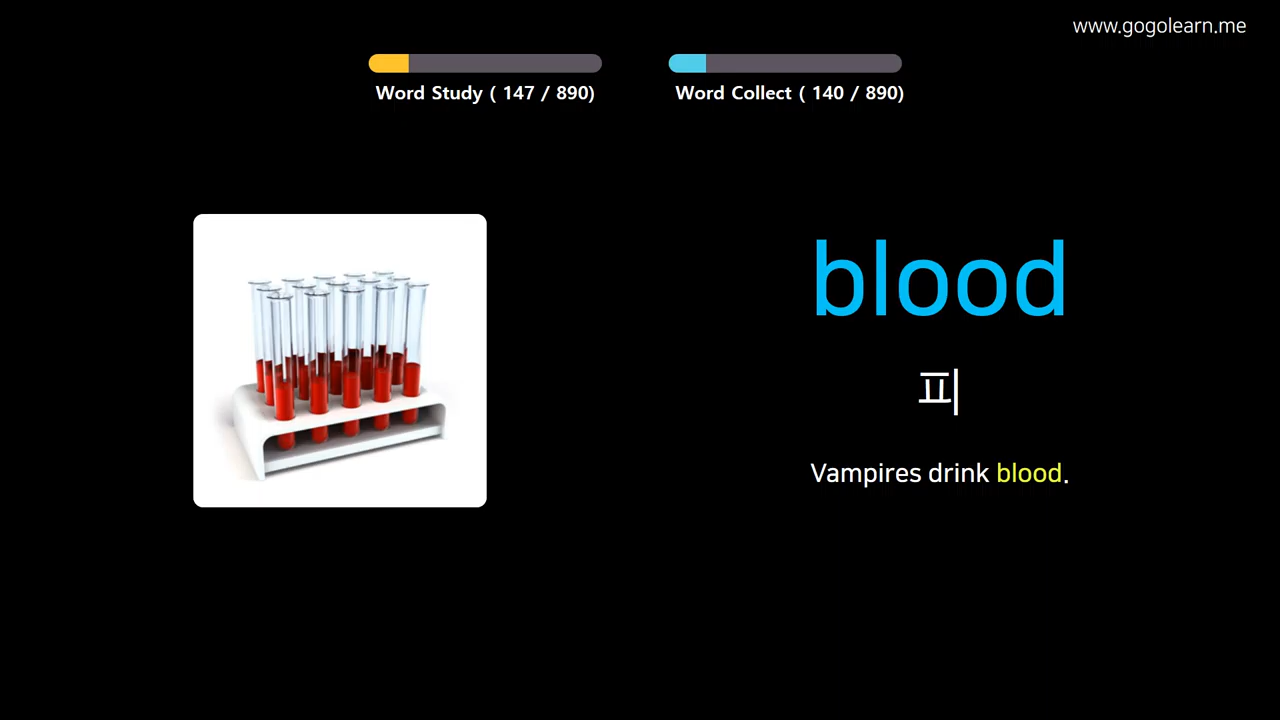 www.gogolearn.me
Word Study ( 147 / 890)
Word Collect ( 140 / 890)
blood
피
Vampires drink blood.